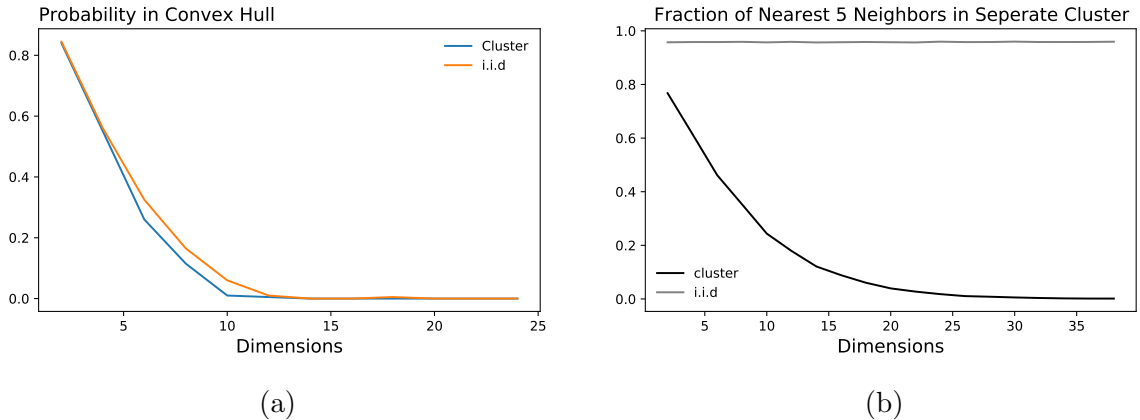 Probability in Convex Hull
0.8
0.6
0.4
0.2
0.0
5
10
15
20
25
Dimensions
Cluster
i.i.d
(a)
Fraction of Nearest 5 Neighbors in Seperate Cluster
1.0
0.8
0.6
0.4
0.2
0.0
cluster
i.i.d
5
10
15
20
25
30
35
Dimensions
(b)